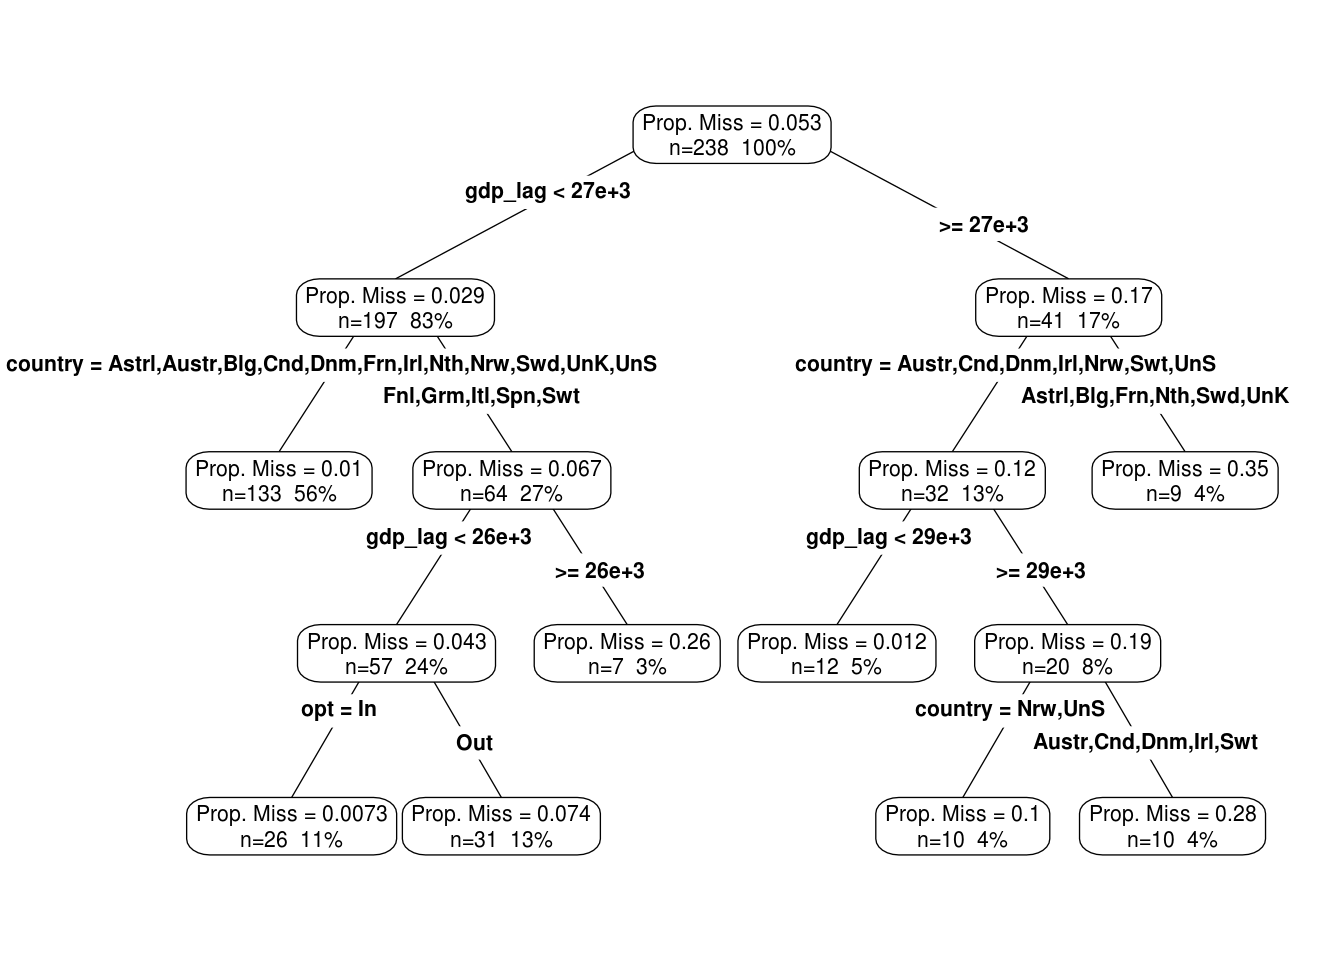 Prop. Miss = 0.053
n=238  100%
gdp_lag < 27e+3
>= 27e+3
Prop. Miss = 0.029
n=197  83%
Prop. Miss = 0.17
n=41  17%
country = Astrl,Austr,Blg,Cnd,Dnm,Frn,Irl,Nth,Nrw,Swd,UnK,UnS
Fnl,Grm,Itl,Spn,Swt
country = Austr,Cnd,Dnm,Irl,Nrw,Swt,UnS
Astrl,Blg,Frn,Nth,Swd,UnK
Prop. Miss = 0.01
n=133  56%
Prop. Miss = 0.067
n=64  27%
Prop. Miss = 0.12
n=32  13%
Prop. Miss = 0.35
n=9  4%
gdp_lag < 26e+3
>= 26e+3
gdp_lag < 29e+3
>= 29e+3
Prop. Miss = 0.043
n=57  24%
Prop. Miss = 0.26
n=7  3%
Prop. Miss = 0.012
n=12  5%
Prop. Miss = 0.19
n=20  8%
opt = In
Out
country = Nrw,UnS
Austr,Cnd,Dnm,Irl,Swt
Prop. Miss = 0.0073
n=26  11%
Prop. Miss = 0.074
n=31  13%
Prop. Miss = 0.1
n=10  4%
Prop. Miss = 0.28
n=10  4%